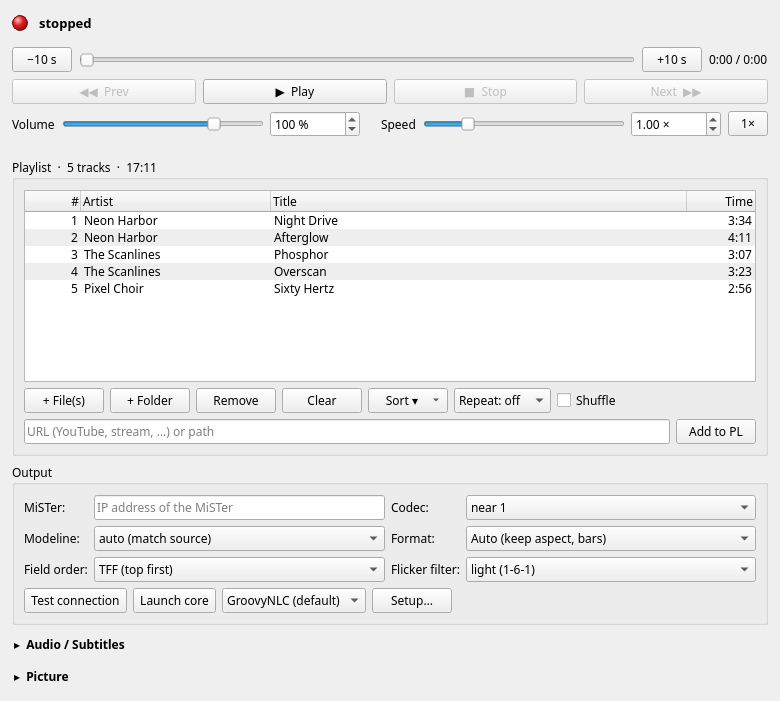 stopped
−10 s +10 s 0:00 / 0:00
◀◀ Prev ▶ Play ■ Stop Next ▶▶
Volume 100 % Speed 1.00 × 1×
Playlist · 5 tracks · 17:11
# Artist Title Time
1 Neon Harbor Night Drive 3:34
2 Neon Harbor Afterglow 4:11
3 The Scanlines Phosphor 3:07
4 The Scanlines Overscan 3:23
5 Pixel Choir Sixty Hertz 2:56
+ File(s) + Folder Remove Clear Sort ▾ Repeat: off Shuffle
URL (YouTube, stream, ...) or path Add to PL
Output
MiSTer: IP address of the MiSTer Codec: near 1
Modeline: auto (match source) Format: Auto (keep aspect, bars)
Field order: TFF (top first) Flicker filter: light (1-6-1)
Test connection Launch core GroovyNLC (default) Setup...
▸ Audio / Subtitles
▸ Picture